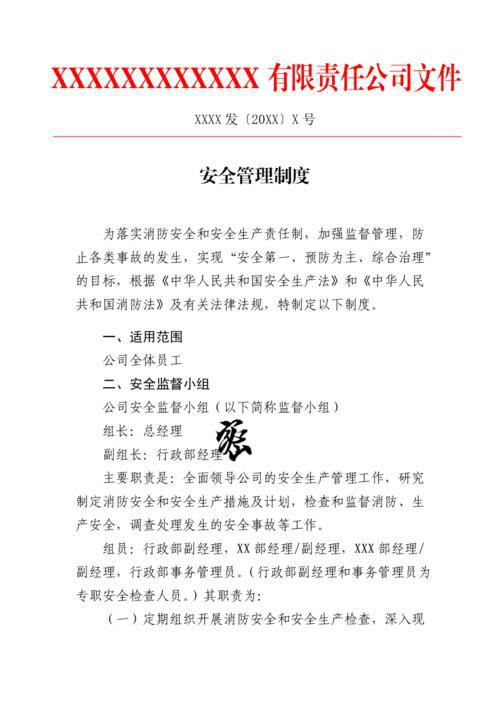 XXXXXXXXXXXX 有限责任公司文件
XXXX 发〔20XX〕X 号
安全管理制度
为落实消防安全和安全生产责任制，加强监督管理，防
止各类事故的发生，实现“安全第一、预防为主、综合治理”
的目标，根据《中华人民共和国安全生产法》和《中华人民
共和国消防法》及有关法律法规，特制定以下制度。
一、适用范围
公司全体员工
二、安全监督小组
公司安全监督小组（以下简称监督小组）
组长：总经理
副组长：行政部经理
主要职责是：全面领导公司的安全生产管理工作，研究
制定消防安全和安全生产措施及计划，检查和监督消防、生
产安全，调查处理发生的安全事故等工作。
组员：行政部副经理，XX 部经理/副经理，XXX 部经理/
副经理，行政部事务管理员。（行政部副经理和事务管理员为
专职安全检查人员。）其职责为：
（一）定期组织开展消防安全和安全生产检查，深入现